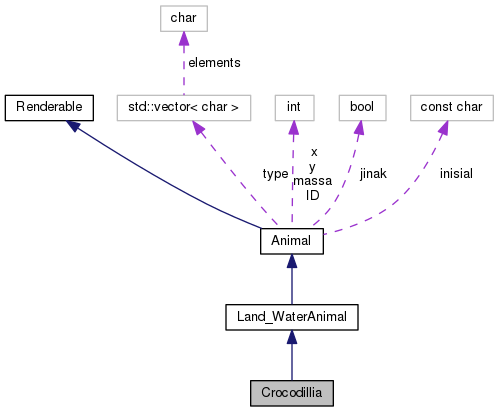 char
elements
Renderable
std::vector< char >
int
bool
const char
type
x
y
massa
ID
jinak
inisial
Animal
Land_WaterAnimal
Crocodillia